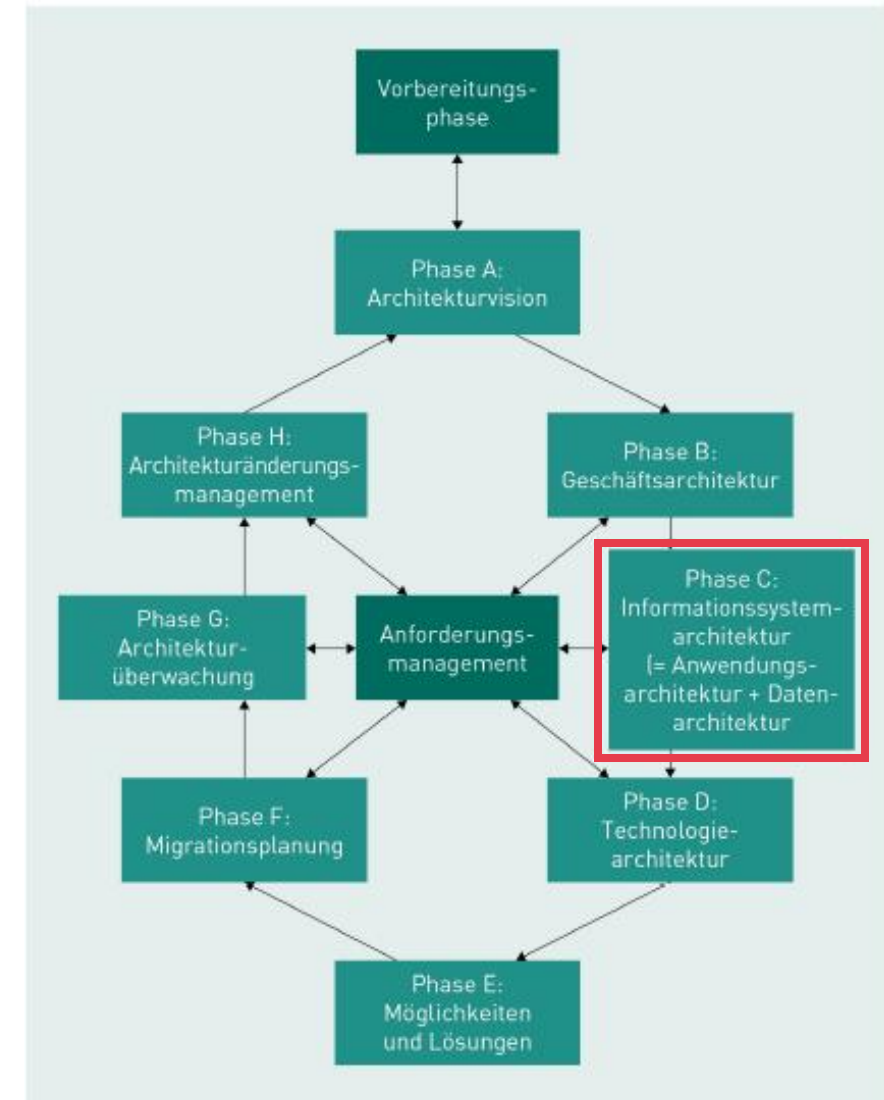 Vorbereitungs-
phase
Phase A:
Architekturvision
Phase H:
Architekturänderungs-
management
Phase B:
Geschäftsarchitektur
Phase G:
Architektur-
überwachung
Anforderungs-
management
Phase C:
Informationssystem-
architektur
(= Anwendungs-
architektur + Daten-
architektur
Phase F:
Migrationsplanung
Phase D:
Technologie-
architektur
Phase E:
Möglichkeiten
und Lösungen